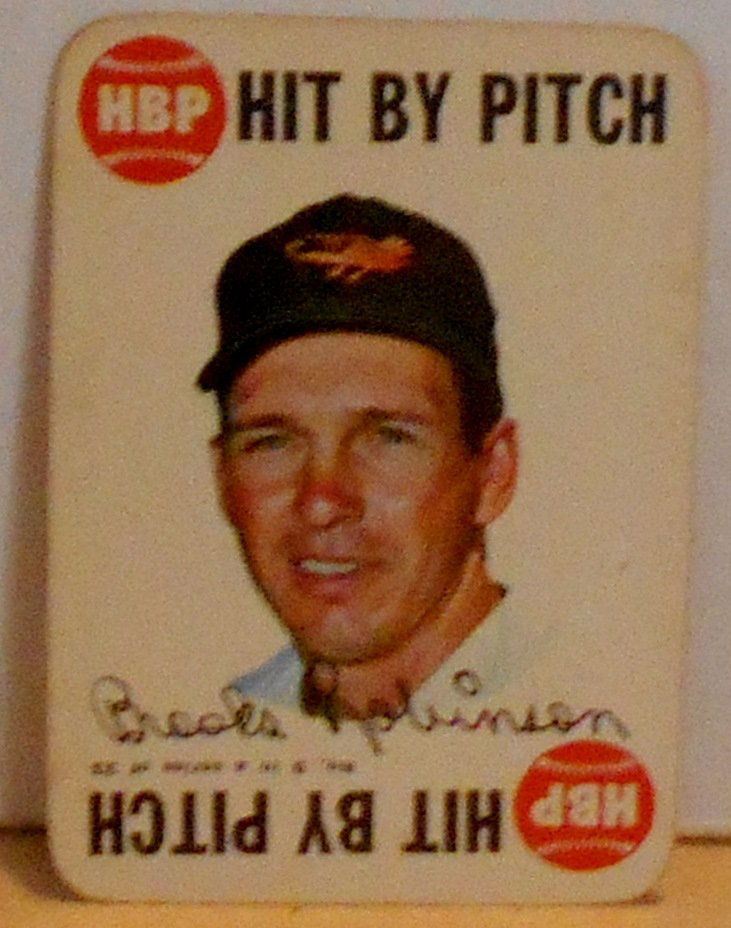 HBP HIT BY PITCH
Brooks Robinson
HIT BY PITCH HBP